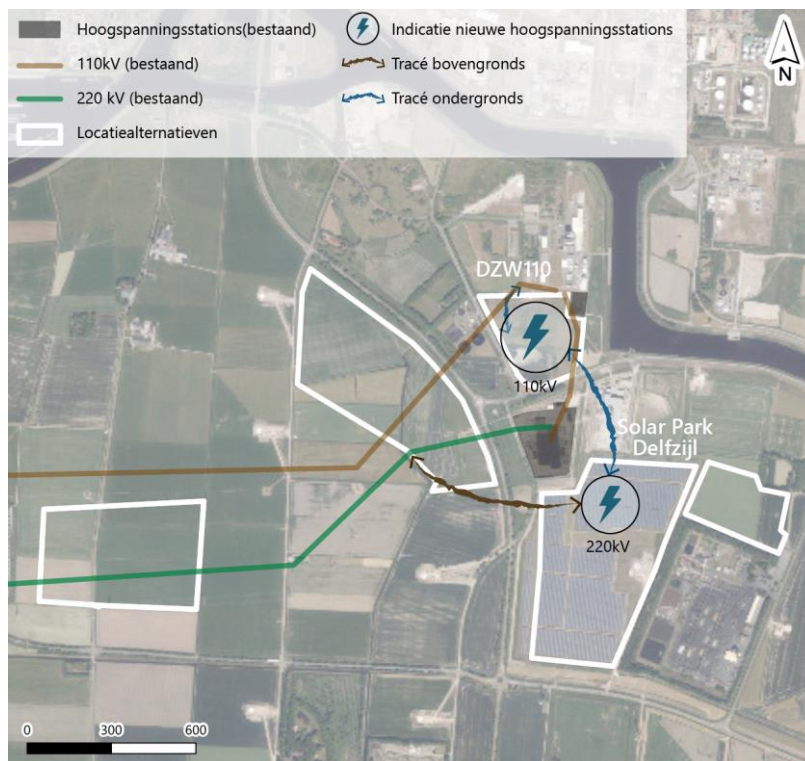 Hoogspanningsstations(bestaand)
110kV (bestaand)
220 kV (bestaand)
Locatiealternatieven
Indicatie nieuwe hoogspanningsstations
Tracé bovengronds
Tracé ondergronds
N
DZW110
110kV
Solar Park
Delfzijl
220kV
0 300 600